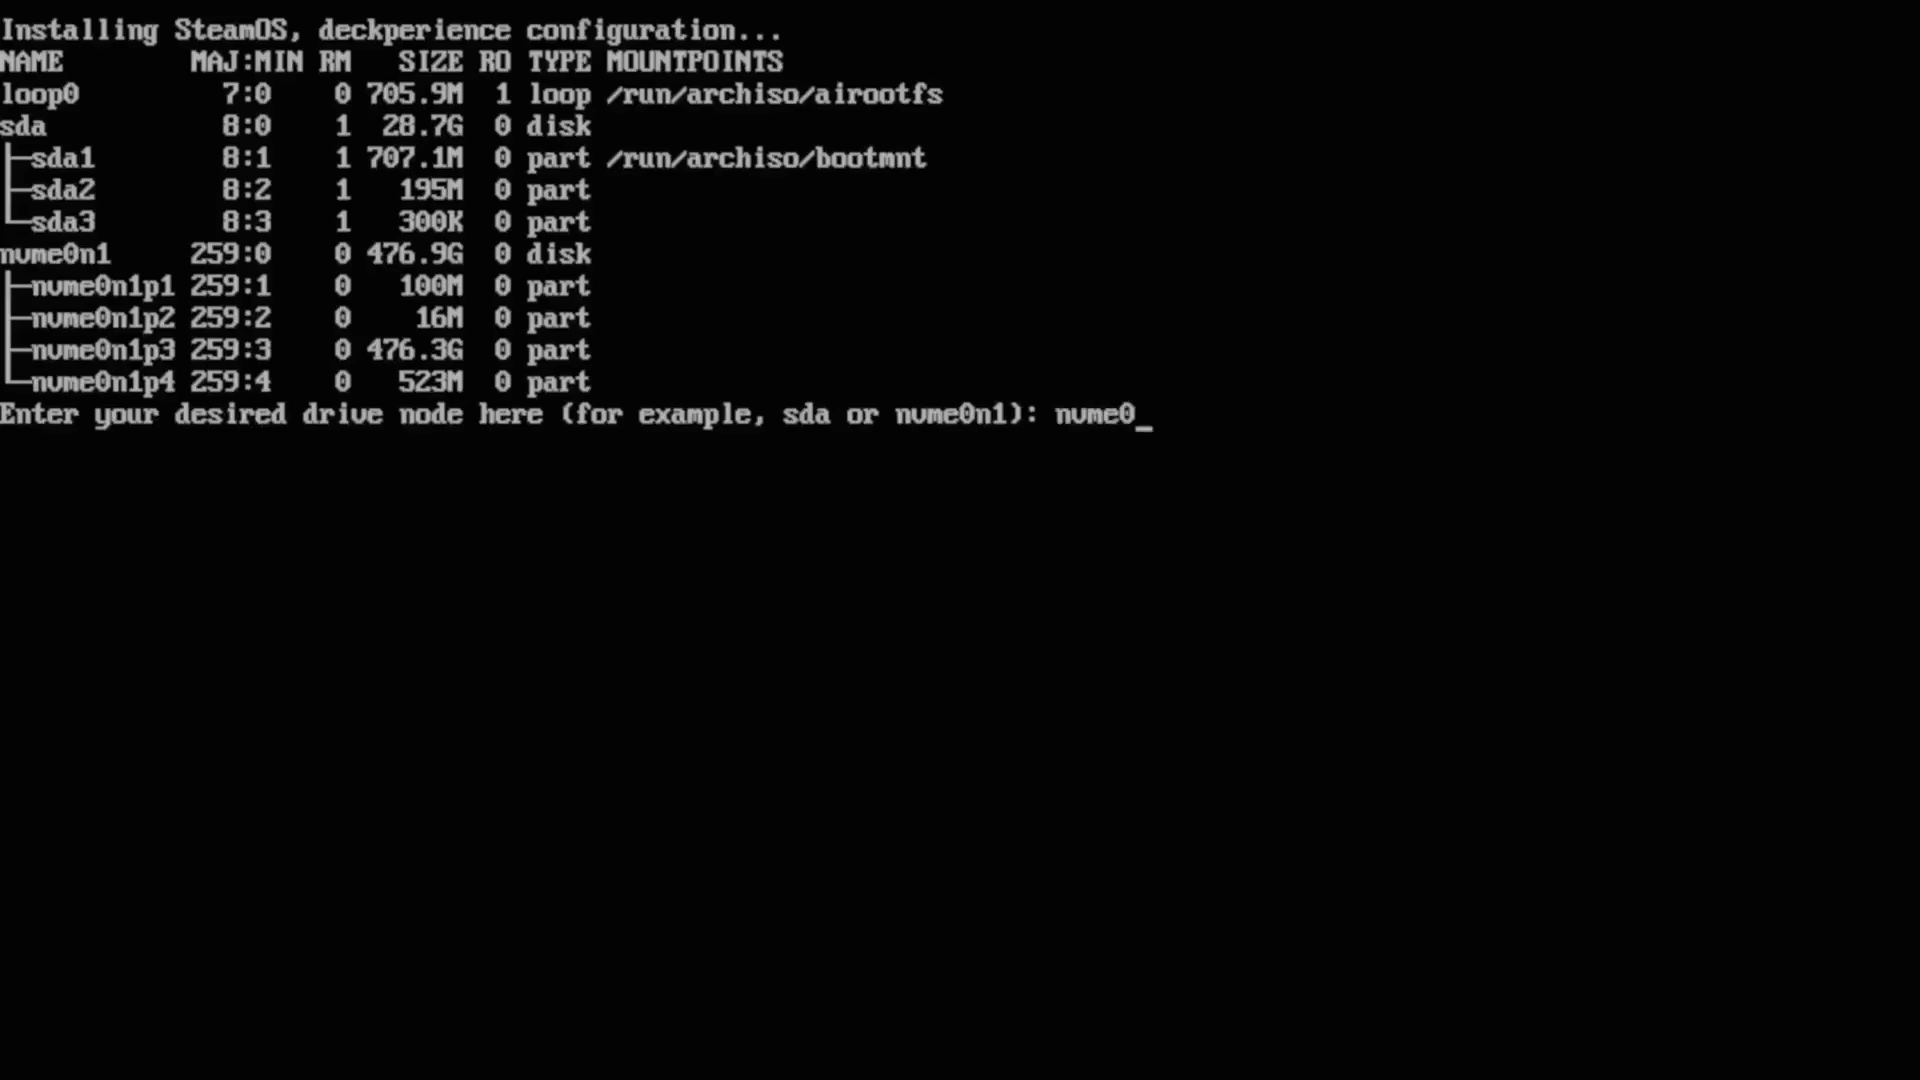 Installing SteamOS, deckperience configuration...
NAME        MAJ:MIN RM   SIZE RO TYPE MOUNTPOINTS
loop0         7:0    0 705.9M  1 loop /run/archiso/airootfs
sda           8:0    1  28.7G  0 disk
├─sda1        8:1    1 707.1M  0 part /run/archiso/bootmnt
├─sda2        8:2    1   195M  0 part
└─sda3        8:3    1   300K  0 part
nvme0n1     259:0    0 476.9G  0 disk
├─nvme0n1p1 259:1    0   100M  0 part
├─nvme0n1p2 259:2    0    16M  0 part
├─nvme0n1p3 259:3    0 476.3G  0 part
└─nvme0n1p4 259:4    0   523M  0 part
Enter your desired drive node here (for example, sda or nvme0n1): nvme0_